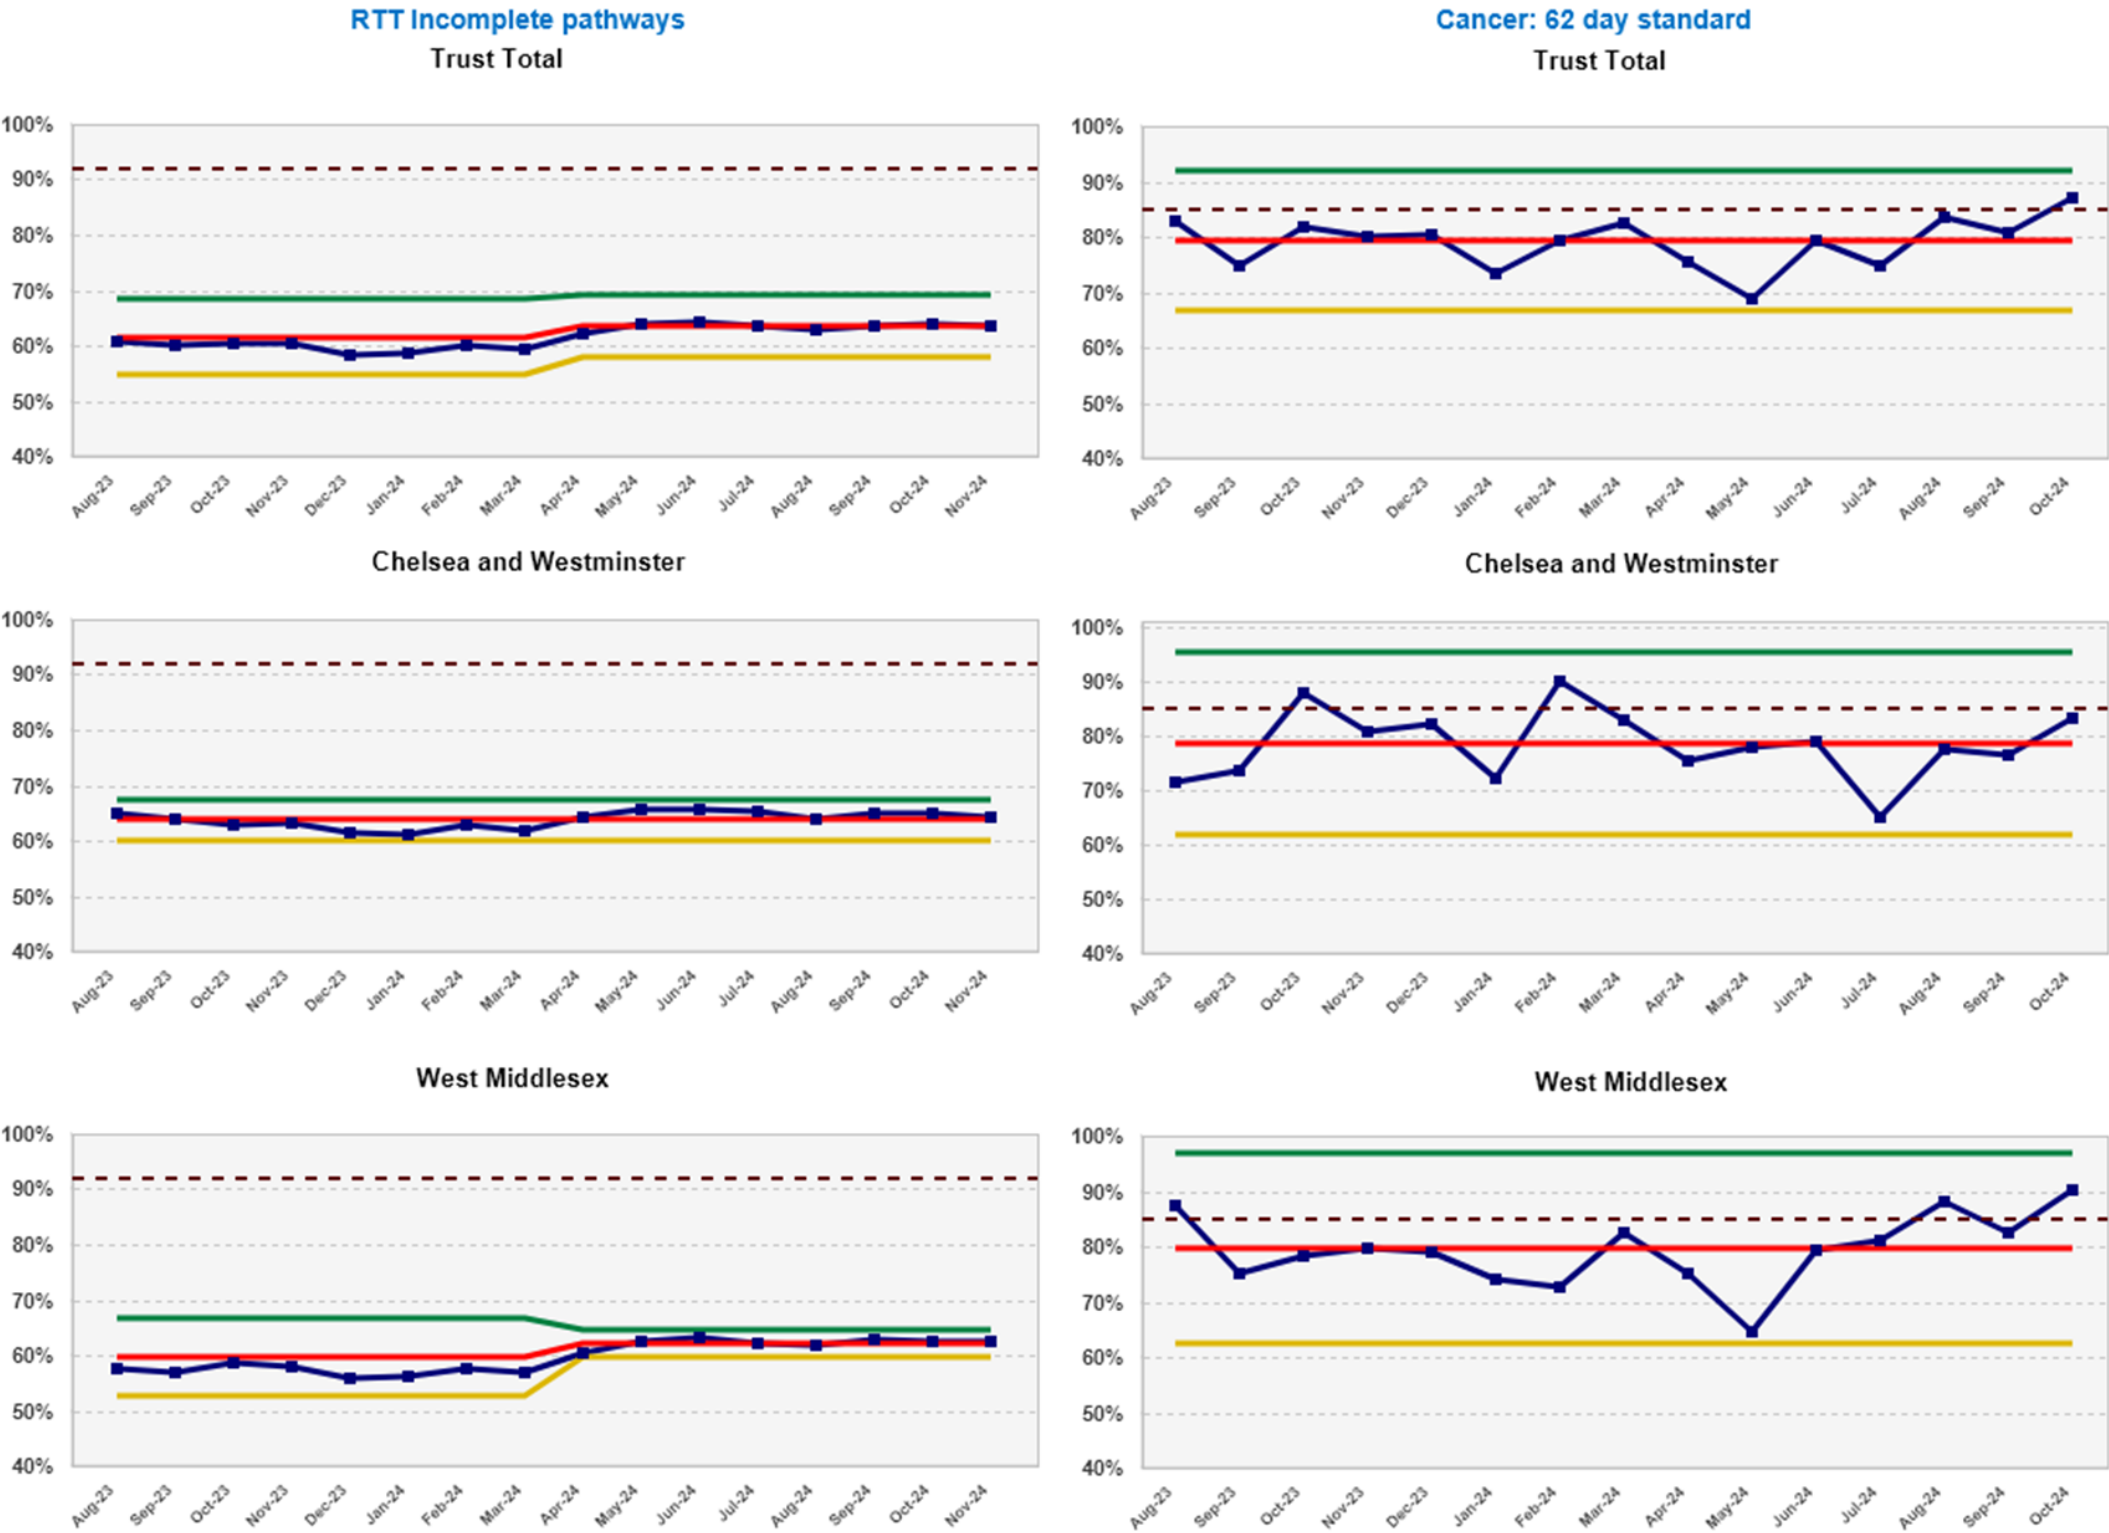 RTT Incomplete pathways
Trust Total
100%
90%
80%
70%
60%
50%
40%
Aug-23
Sep-23
Oct-23
Nov-23
Dec-23
Jan-24
Feb-24
Mar-24
Apr-24
May-24
Jun-24
Jul-24
Aug-24
Sep-24
Oct-24
Nov-24
Cancer: 62 day standard
Trust Total
100%
90%
80%
70%
60%
50%
40%
Aug-23
Sep-23
Oct-23
Nov-23
Dec-23
Jan-24
Feb-24
Mar-24
Apr-24
May-24
Jun-24
Jul-24
Aug-24
Sep-24
Oct-24
Chelsea and Westminster
100%
90%
80%
70%
60%
50%
40%
Aug-23
Sep-23
Oct-23
Nov-23
Dec-23
Jan-24
Feb-24
Mar-24
Apr-24
May-24
Jun-24
Jul-24
Aug-24
Sep-24
Oct-24
Nov-24
Chelsea and Westminster
100%
90%
80%
70%
60%
50%
40%
Aug-23
Sep-23
Oct-23
Nov-23
Dec-23
Jan-24
Feb-24
Mar-24
Apr-24
May-24
Jun-24
Jul-24
Aug-24
Sep-24
Oct-24
West Middlesex
100%
90%
80%
70%
60%
50%
40%
Aug-23
Sep-23
Oct-23
Nov-23
Dec-23
Jan-24
Feb-24
Mar-24
Apr-24
May-24
Jun-24
Jul-24
Aug-24
Sep-24
Oct-24
Nov-24
West Middlesex
100%
90%
80%
70%
60%
50%
40%
Aug-23
Sep-23
Oct-23
Nov-23
Dec-23
Jan-24
Feb-24
Mar-24
Apr-24
May-24
Jun-24
Jul-24
Aug-24
Sep-24
Oct-24